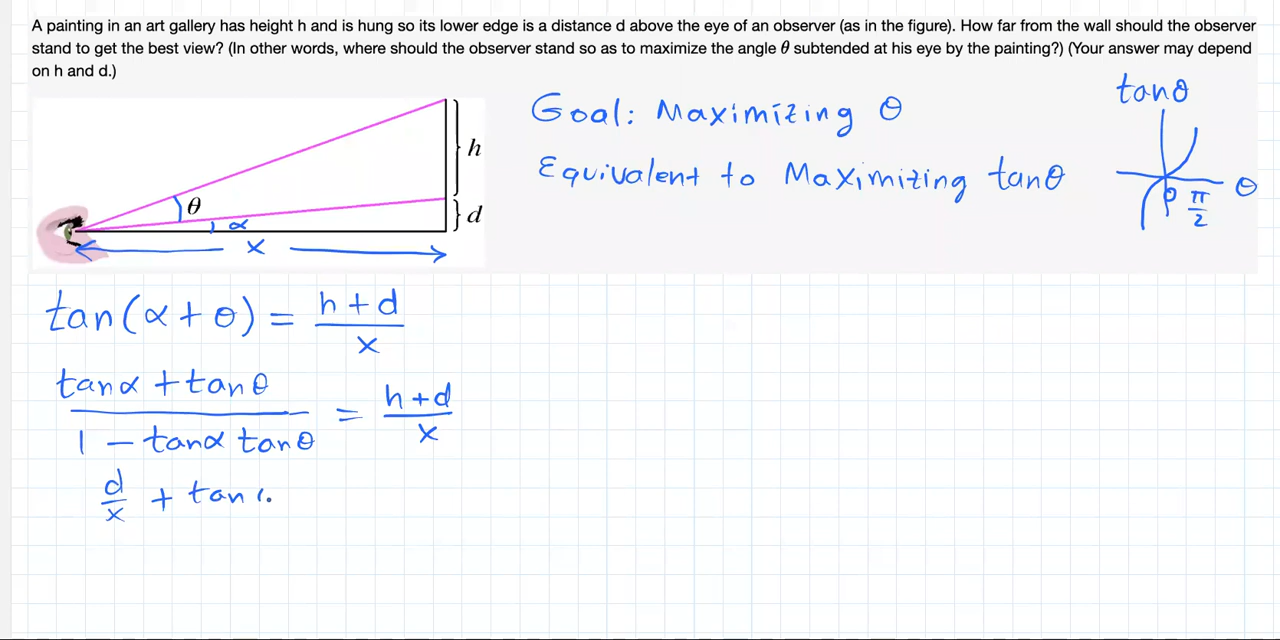 A painting in an art gallery has height h and is hung so its lower edge is a distance d above the eye of an observer (as in the figure). How far from the wall should the observer
stand to get the best view? (In other words, where should the observer stand so as to maximize the angle θ subtended at his eye by the painting?) (Your answer may depend
on h and d.)
Goal: Maximizing θ
Equivalent to Maximizing tanθ
tanθ
θ
0 π/2
h
θ
d
α
x
tan(α + θ) = (h + d)/x
(tanα + tanθ)/(1 − tanα tanθ) = (h + d)/x
d/x + tan